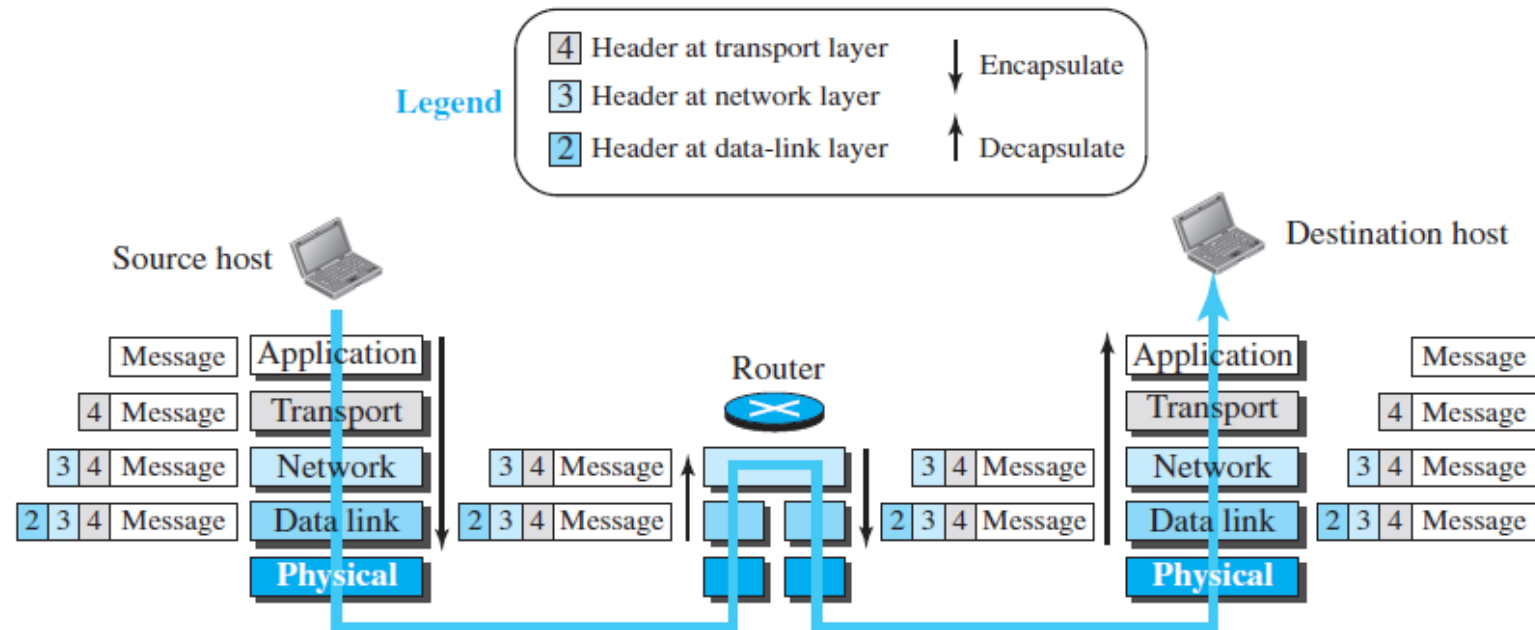 4 Header at transport layer
Encapsulate
Legend
3 Header at network layer
2 Header at data-link layer
Decapsulate
Source host
Destination host
Message Application
Router
Application Message
4 Message Transport
Transport 4 Message
3 4 Message Network
3 4 Message
3 4 Message
Network 3 4 Message
2 3 4 Message Data link
2 3 4 Message
2 3 4 Message
Data link 2 3 4 Message
Physical
Physical